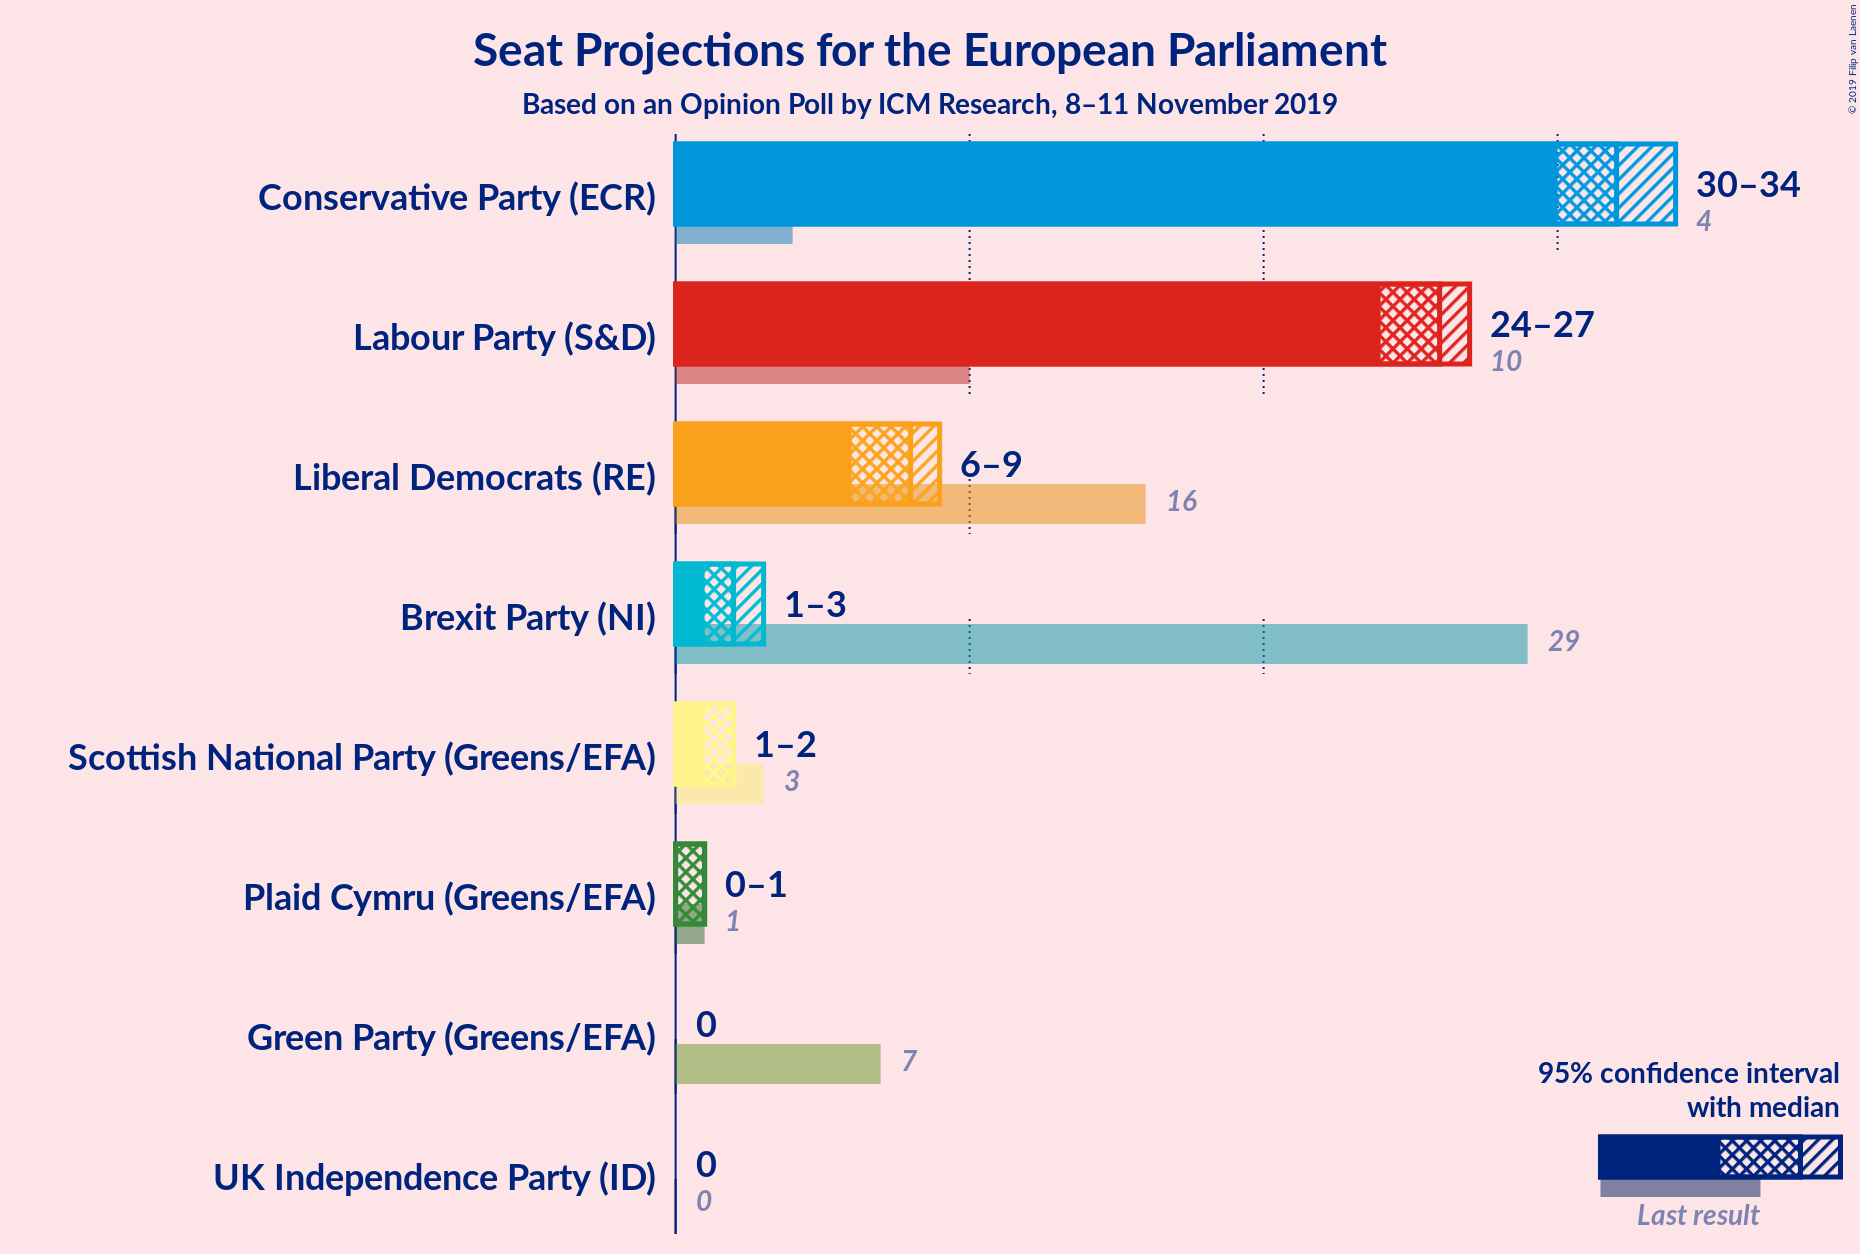 Seat Projections for the European Parliament
Based on an Opinion Poll by ICM Research, 8–11 November 2019
© 2019 Filip van Laenen
Conservative Party (ECR)
30–34
4
Labour Party (S&D)
24–27
10
Liberal Democrats (RE)
6–9
16
Brexit Party (NI)
1–3
29
Scottish National Party (Greens/EFA)
1–2
3
Plaid Cymru (Greens/EFA)
0–1
1
Green Party (Greens/EFA)
0
7
UK Independence Party (ID)
0
0
95% confidence interval
with median
Last result